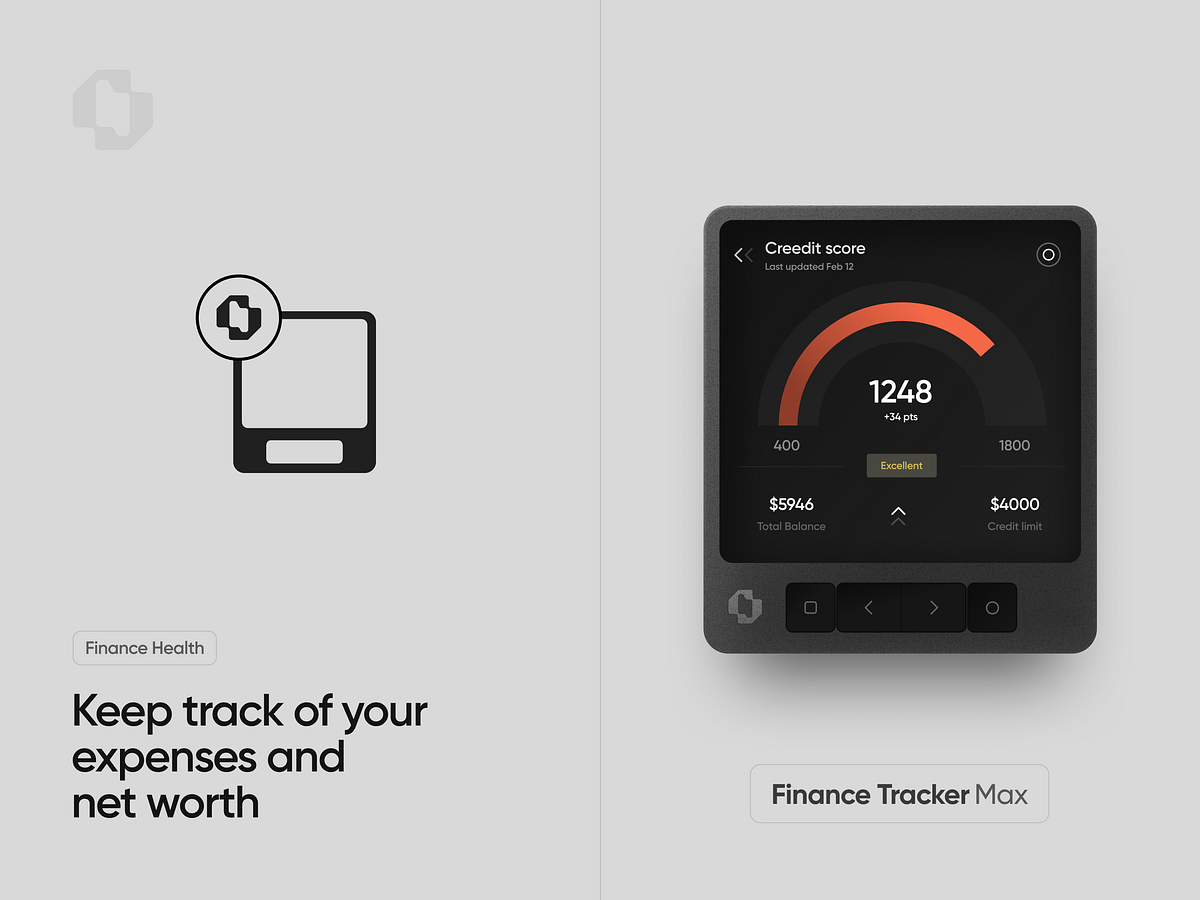 Finance Health
Keep track of your
expenses and
net worth
Creedit score
Last updated Feb 12
1248
+34 pts
400
1800
Excellent
$5946
Total Balance
$4000
Credit limit
Finance Tracker Max